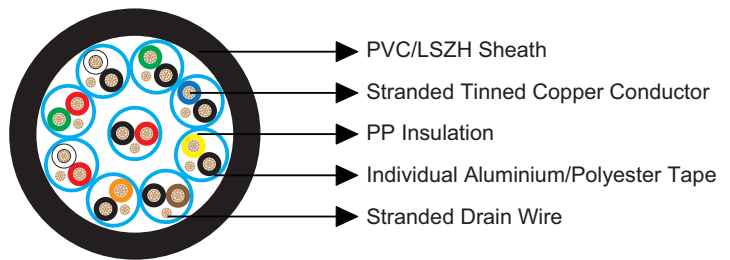 PVC/LSZH Sheath
Stranded Tinned Copper Conductor
PP Insulation
Individual Aluminium/Polyester Tape
Stranded Drain Wire